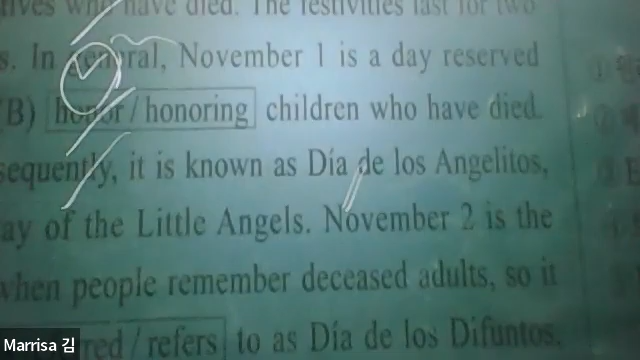 have died. The festivities last for two
s. In general, November 1 is a day reserved
(B) honor / honoring children who have died.
sequently, it is known as Día de los Angelitos,
ay of the Little Angels. November 2 is the
when people remember deceased adults, so it
red / refers to as Día de los Difuntos.
Marrisa 김